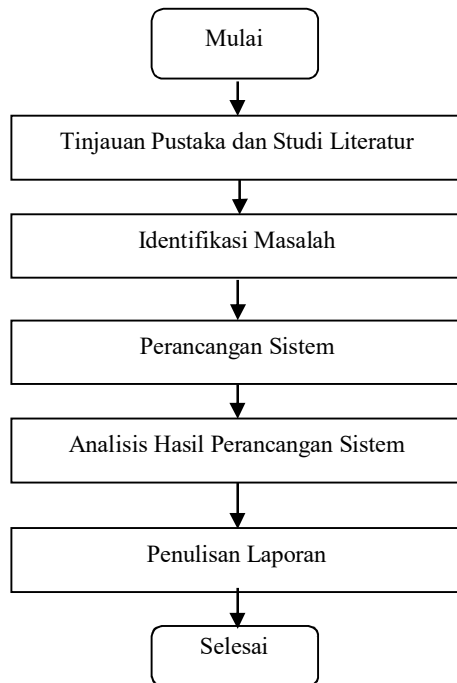 Mulai
Tinjauan Pustaka dan Studi Literatur
Identifikasi Masalah
Perancangan Sistem
Analisis Hasil Perancangan Sistem
Penulisan Laporan
Selesai